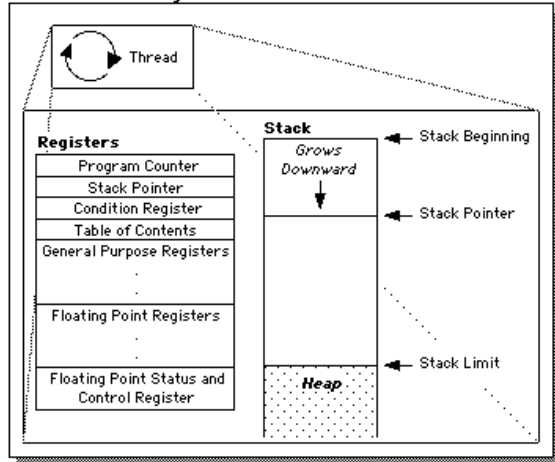 Thread
Registers
Program Counter
Stack Pointer
Condition Register
Table of Contents
General Purpose Registers
Floating Point Registers
Floating Point Status and
Control Register
Stack
Grows
Downward
Heap
Stack Beginning
Stack Pointer
Stack Limit